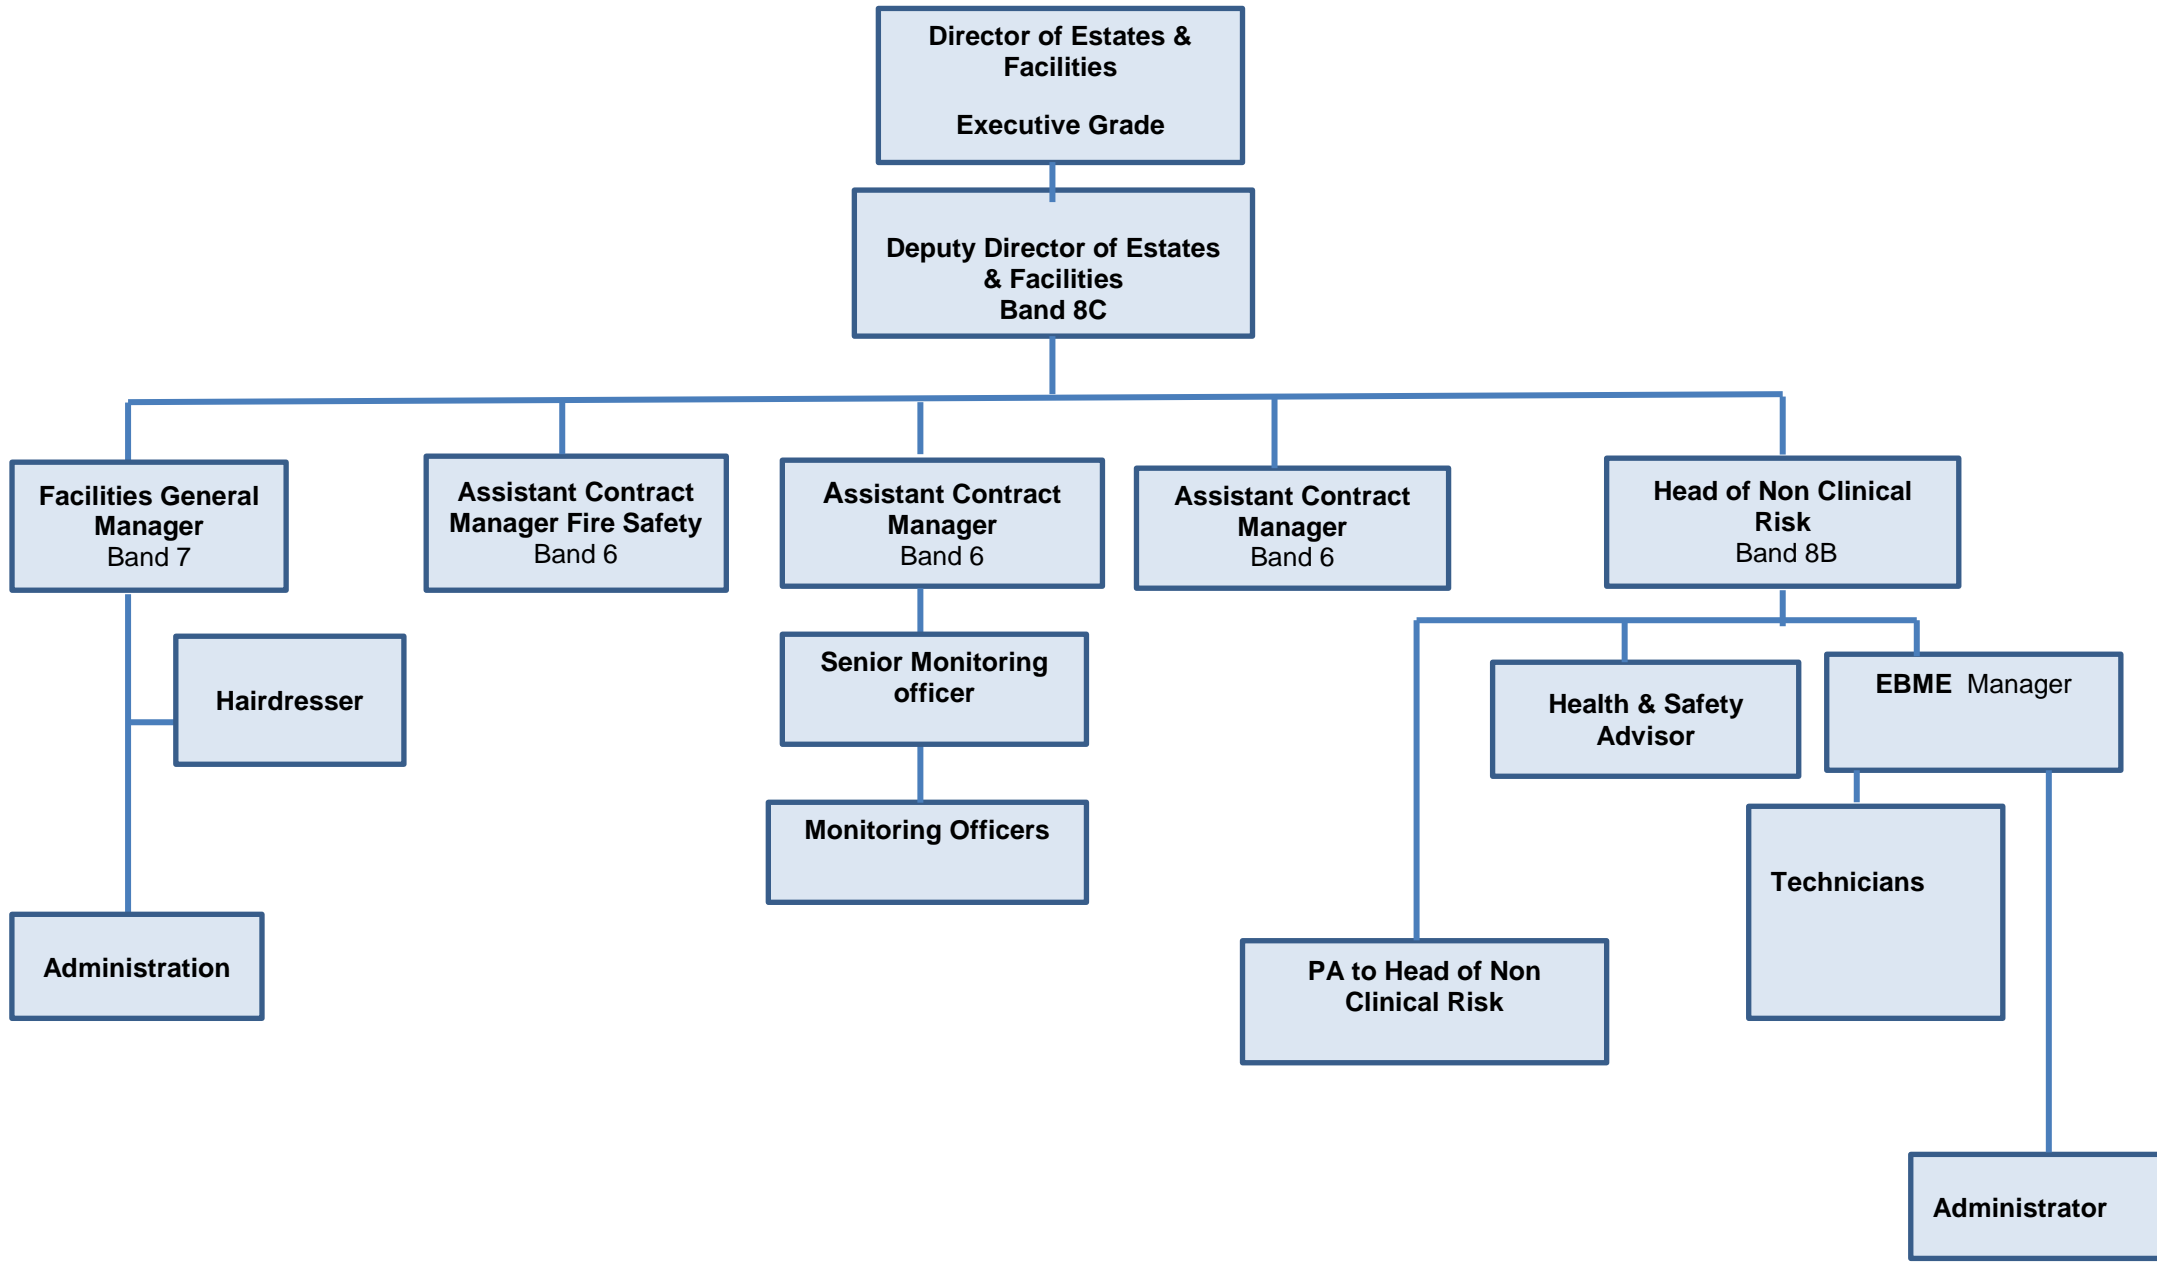 Director of Estates &
Facilities
Executive Grade
Deputy Director of Estates
& Facilities
Band 8C
Facilities General
Manager
Band 7
Assistant Contract
Manager Fire Safety
Band 6
Assistant Contract
Manager
Band 6
Assistant Contract
Manager
Band 6
Head of Non Clinical
Risk
Band 8B
Hairdresser
Senior Monitoring
officer
Health & Safety
Advisor
EBME Manager
Monitoring Officers
Technicians
Administration
PA to Head of Non
Clinical Risk
Administrator